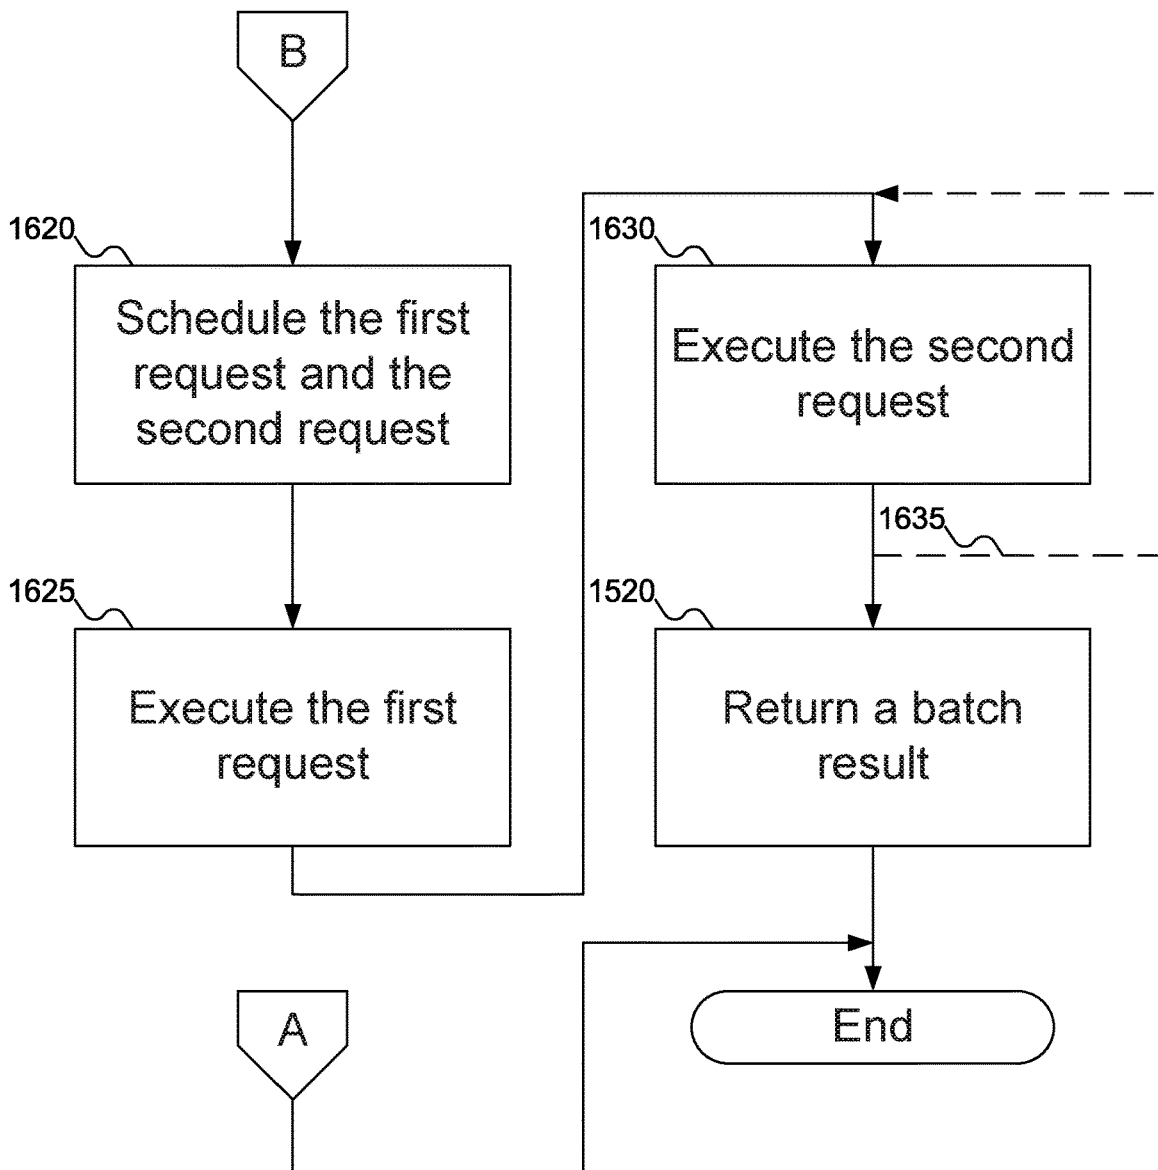 B
1620
Schedule the first
request and the
second request
1625
Execute the first
request
A
1630
Execute the second
request
1635
1520
Return a batch
result
End